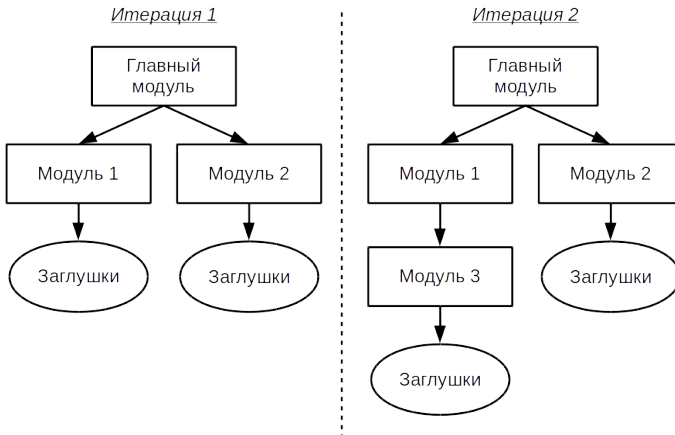 Итерация 1
Главный
модуль
Модуль 1
Модуль 2
Заглушки
Заглушки
Итерация 2
Главный
модуль
Модуль 1
Модуль 2
Модуль 3
Заглушки
Заглушки